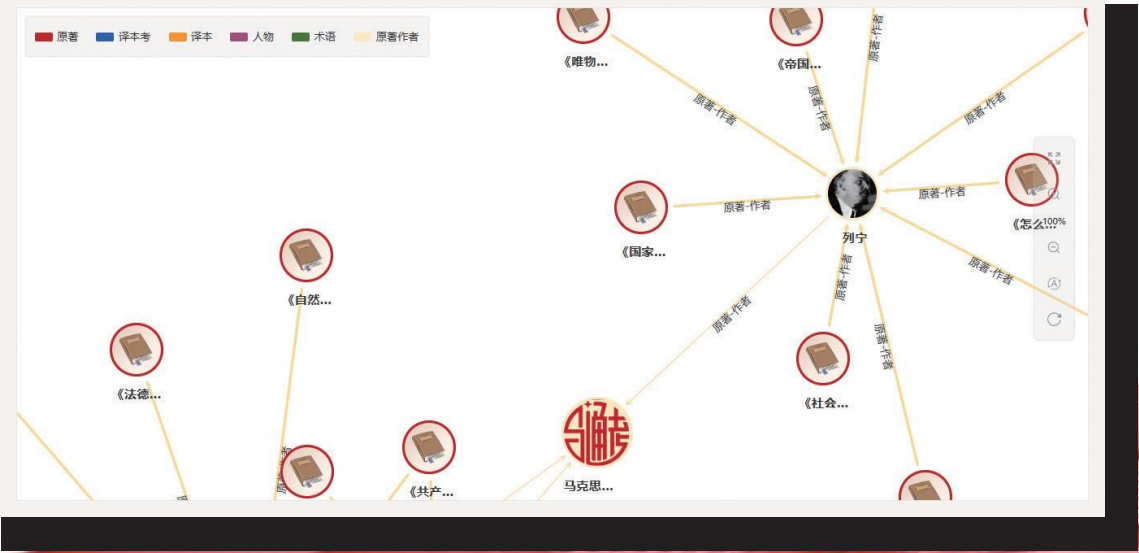 原著 译本考 译本 人物 术语 原著作者
《唯物...
《帝国...
原著-作者
原著-作者
原著-作者
原著-作者
原著-作者
原著-作者
《国家...
列宁
《怎么...
100%
《自然...
原著-作者
原著-作者
原著-作者
原著-作者
《法德...
《社会...
《共产...
马克思...